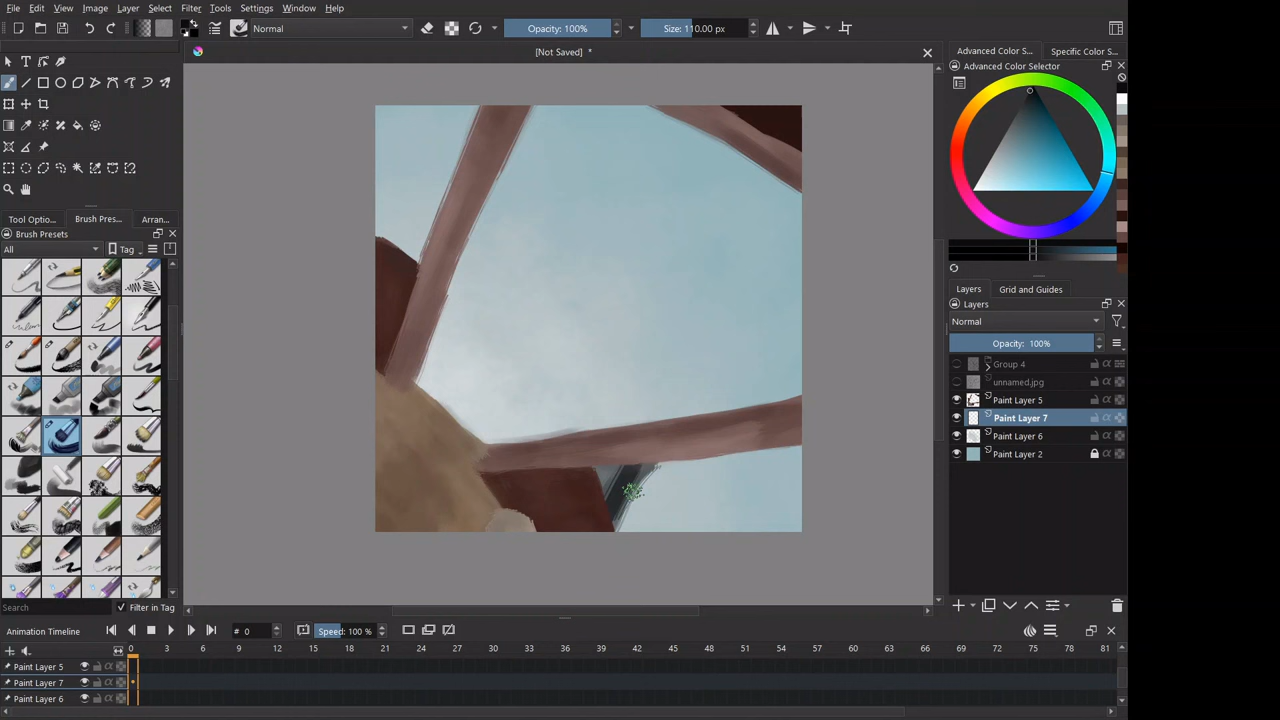 File Edit View Image Layer Select Filter Tools Settings Window Help
Normal
Opacity: 100%
Size: 110.00 px
[Not Saved] *
Advanced Color S...
Specific Color S...
Advanced Color Selector
Tool Optio...
Brush Pres...
Arran...
Brush Presets
All
Tag
Layers
Grid and Guides
Layers
Normal
Opacity: 100%
Group 4
unnamed.jpg
Paint Layer 5
Paint Layer 7
Paint Layer 6
Paint Layer 2
Search
Filter in Tag
Animation Timeline
# 0
Speed: 100 %
0 3 6 9 12 15 18 21 24 27 30 33 36 39 42 45 48 51 54 57 60 63 66 69 72 75 78 81
Paint Layer 5
Paint Layer 7
Paint Layer 6